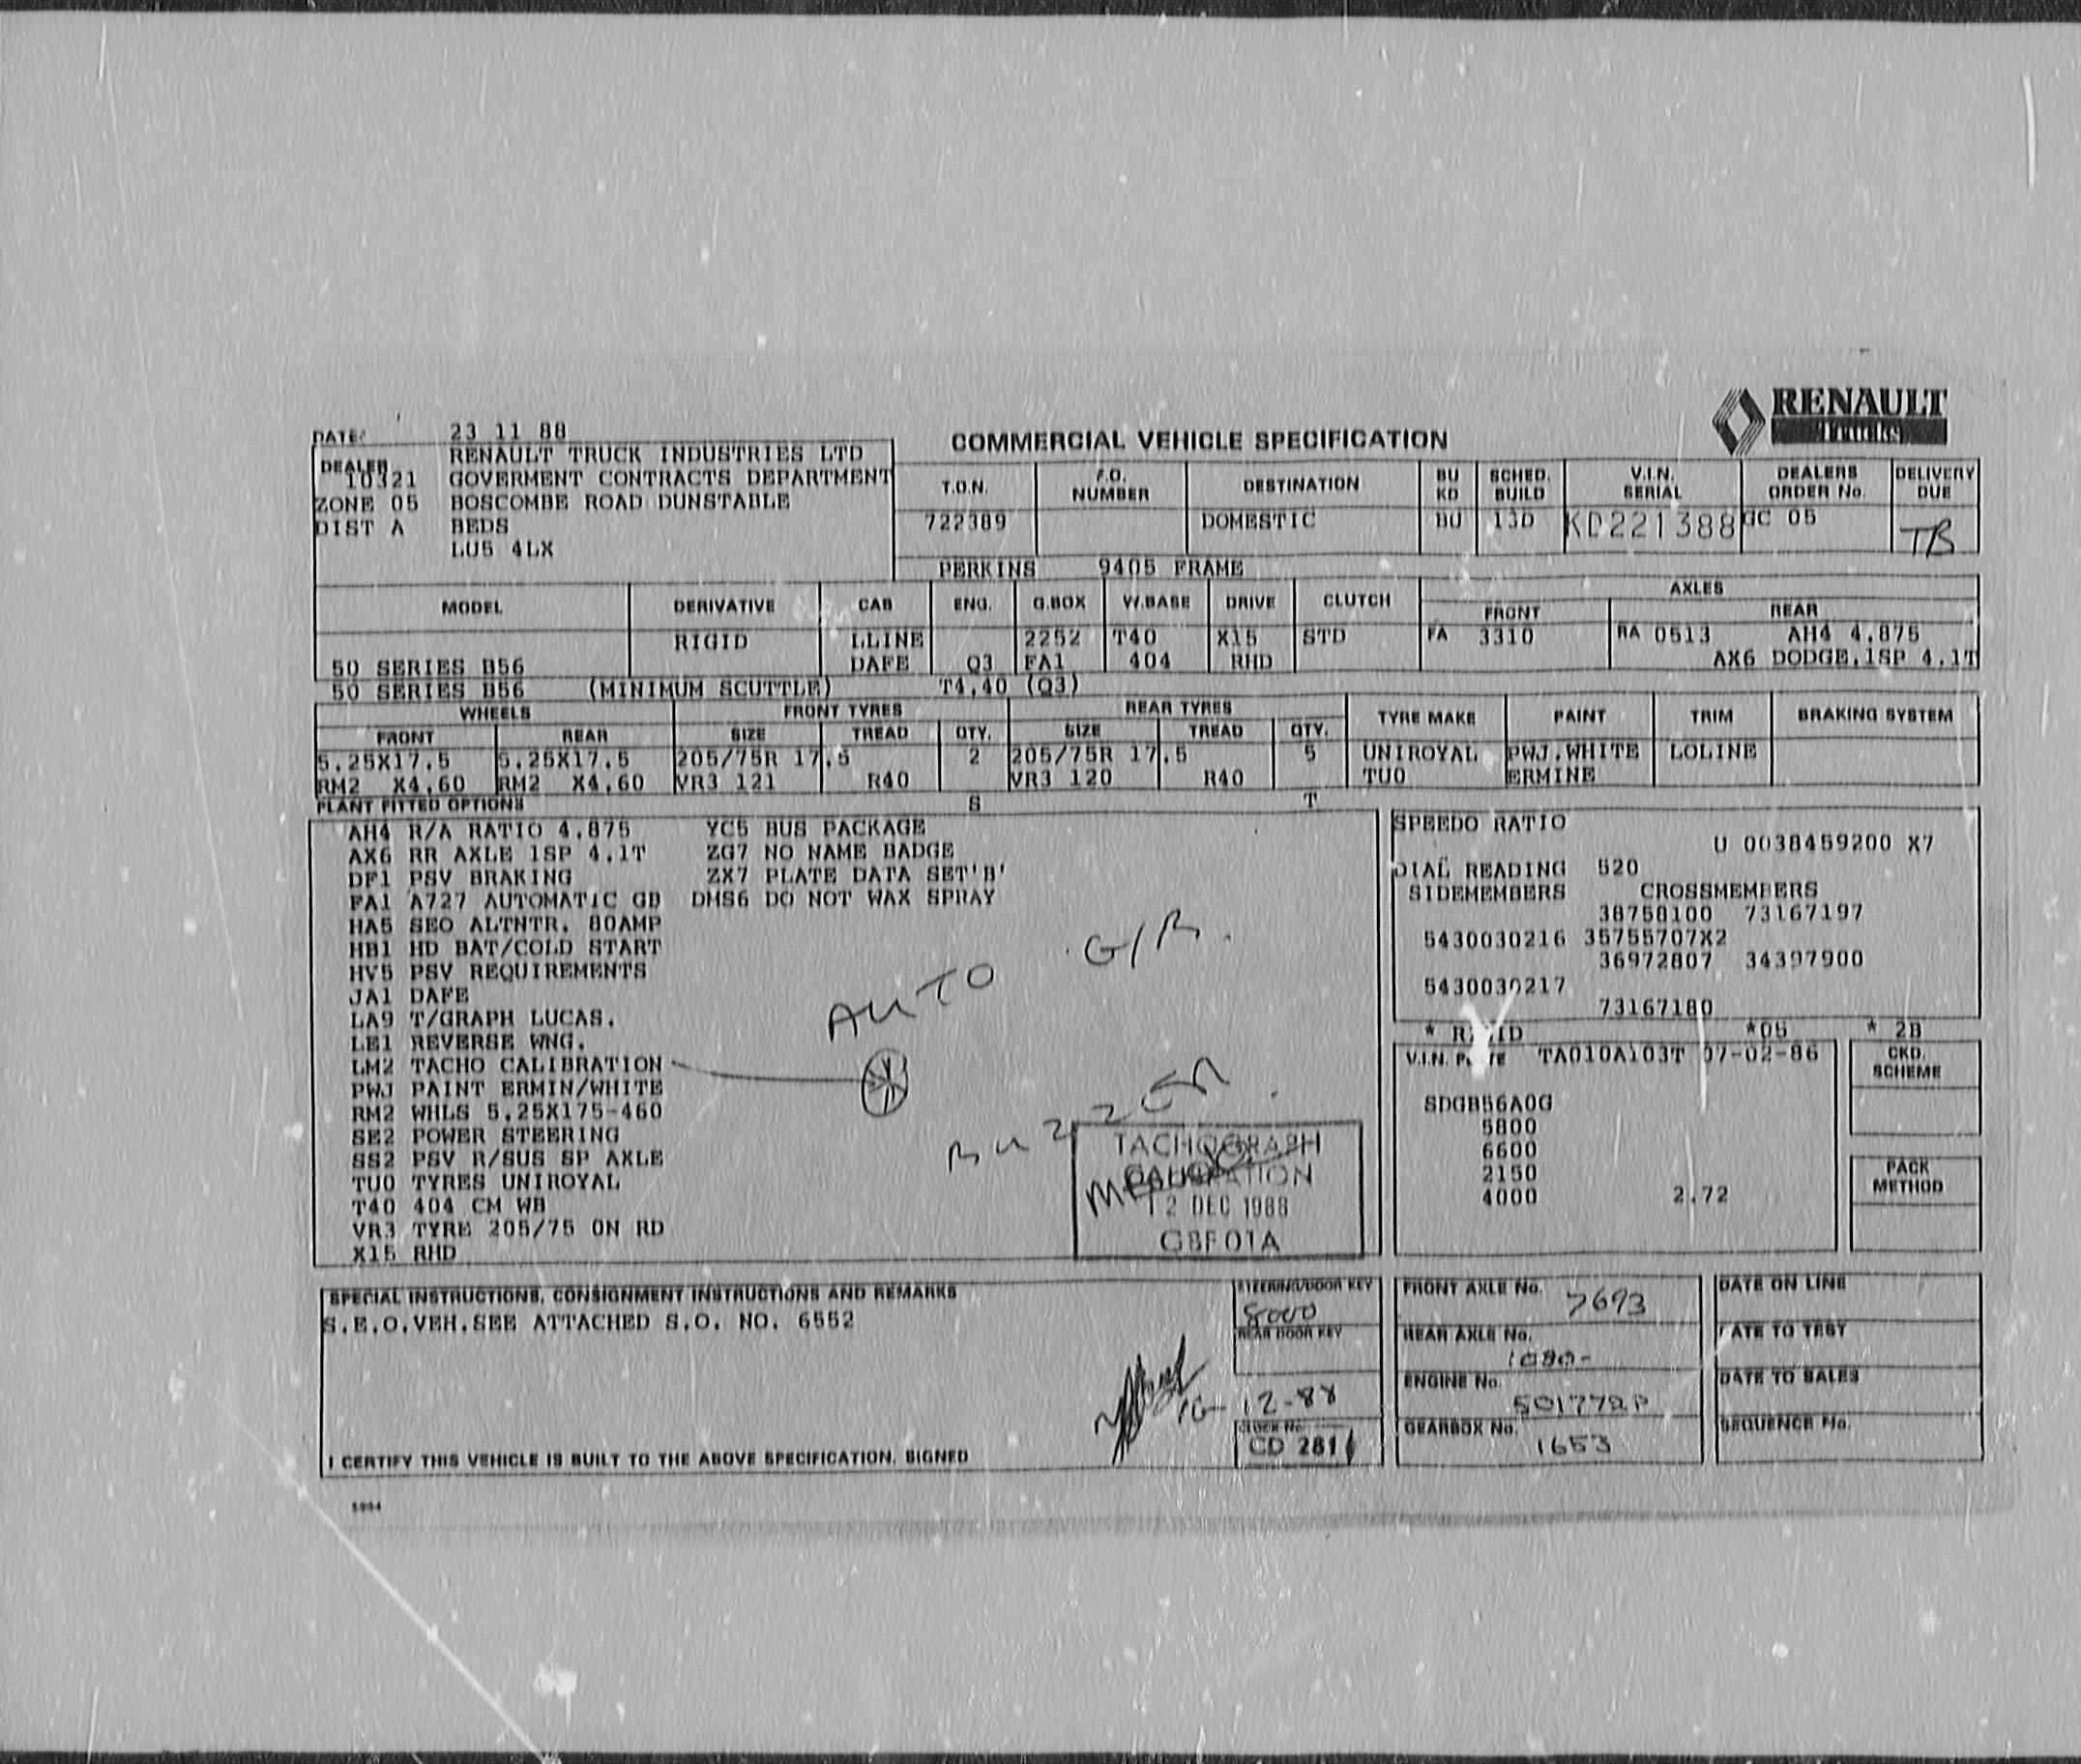 RENAULT
Trucks
DATE: 23 11 88
COMMERCIAL VEHICLE SPECIFICATION
DEALER RENAULT TRUCK INDUSTRIES LTD
10321 GOVERMENT CONTRACTS DEPARTMENT
ZONE 05 BOSCOMBE ROAD DUNSTABLE
DIST A BEDS
LU5 4LX
T.O.N. F.O. NUMBER DESTINATION BU KD SCHED. BUILD V.I.N. SERIAL DEALERS ORDER No. DELIVERY DUE
722389 DOMESTIC BU 13D KD221388 GC 05 TB
PERKINS 9405 FRAME
MODEL DERIVATIVE CAB ENG. G.BOX W.BASE DRIVE CLUTCH AXLES
FRONT REAR
RIGID LLINE 2252 T40 X15 STD FA 3310 RA 0513 AH4 4.875
50 SERIES B56 DAFE Q3 FA1 404 RHD AX6 DODGE.1SP 4.1T
50 SERIES B56 (MINIMUM SCUTTLE) T4.40 (Q3)
WHEELS FRONT TYRES REAR TYRES TYRE MAKE PAINT TRIM BRAKING SYSTEM
FRONT REAR SIZE TREAD QTY. SIZE TREAD QTY.
5.25X17.5 5.25X17.5 205/75R 17.5 2 205/75R 17.5 5 UNIROYAL PWJ.WHITE LOLINE
RM2 X4.60 RM2 X4.60 VR3 121 R40 VR3 120 R40 TU0 ERMINE
PLANT FITTED OPTIONS S T
AH4 R/A RATIO 4.875 YC5 BUS PACKAGE
AX6 RR AXLE 1SP 4.1T ZG7 NO NAME BADGE
DF1 PSV BRAKING ZX7 PLATE DATA SET'B'
FA1 A727 AUTOMATIC GB DMS6 DO NOT WAX SPRAY
HA5 SEO ALTNTR. 80AMP
HB1 HD BAT/COLD START
HV5 PSV REQUIREMENTS
JA1 DAFE
LA9 T/GRAPH LUCAS.
LE1 REVERSE WNG.
LM2 TACHO CALIBRATION
PWJ PAINT ERMIN/WHITE
RM2 WHLS 5.25X175-460
SE2 POWER STEERING
SS2 PSV R/SUS SP AXLE
TU0 TYRES UNIROYAL
T40 404 CM WB
VR3 TYRE 205/75 ON RD
X15 RHD
AUTO G/B.
BUZZER
TACHOGRAPH
CALIBRATION
12 DEC 1988
GBF01A
SPEEDO RATIO
U 0038459200 X7
DIAL READING 520
SIDEMEMBERS CROSSMEMBERS
38758100 73167197
5430030216 35755707X2
36972807 34397900
5430030217
73167180
* RIGID *05 * 2B
V.I.N. PLATE TA010A103T 07-02-86
SDGB56A0G
5800
6600
2150
4000 2.72
CKD. SCHEME
PACK METHOD
SPECIAL INSTRUCTIONS, CONSIGNMENT INSTRUCTIONS AND REMARKS
S.E.O.VEH.SEE ATTACHED S.O. NO. 6552
I CERTIFY THIS VEHICLE IS BUILT TO THE ABOVE SPECIFICATION. SIGNED
STEERING/DOOR KEY
8000
REAR DOOR KEY
12-88
CLOCK No.
CD 281
FRONT AXLE No. 7693
REAR AXLE No.
1080-
ENGINE No.
501772P
GEARBOX No.
1653
DATE ON LINE
DATE TO TEST
DATE TO SALES
SEQUENCE No.